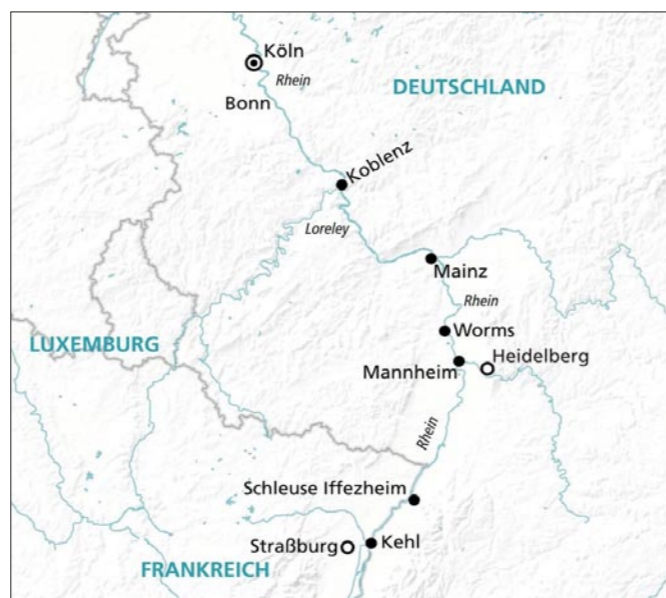 Köln
Rhein
DEUTSCHLAND
Bonn
Koblenz
Loreley
Mainz
Rhein
Worms
LUXEMBURG
Heidelberg
Mannheim
Rhein
Schleuse Iffezheim
Straßburg
Kehl
FRANKREICH